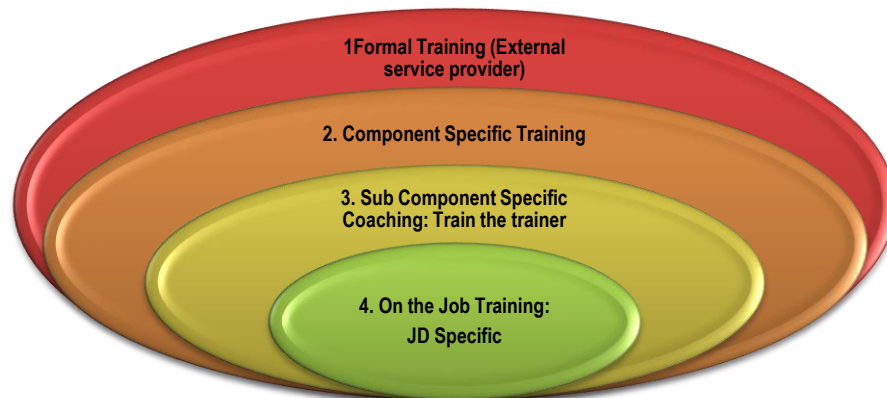 1Formal Training (External
service provider)
2. Component Specific Training
3. Sub Component Specific
Coaching: Train the trainer
4. On the Job Training:
JD Specific